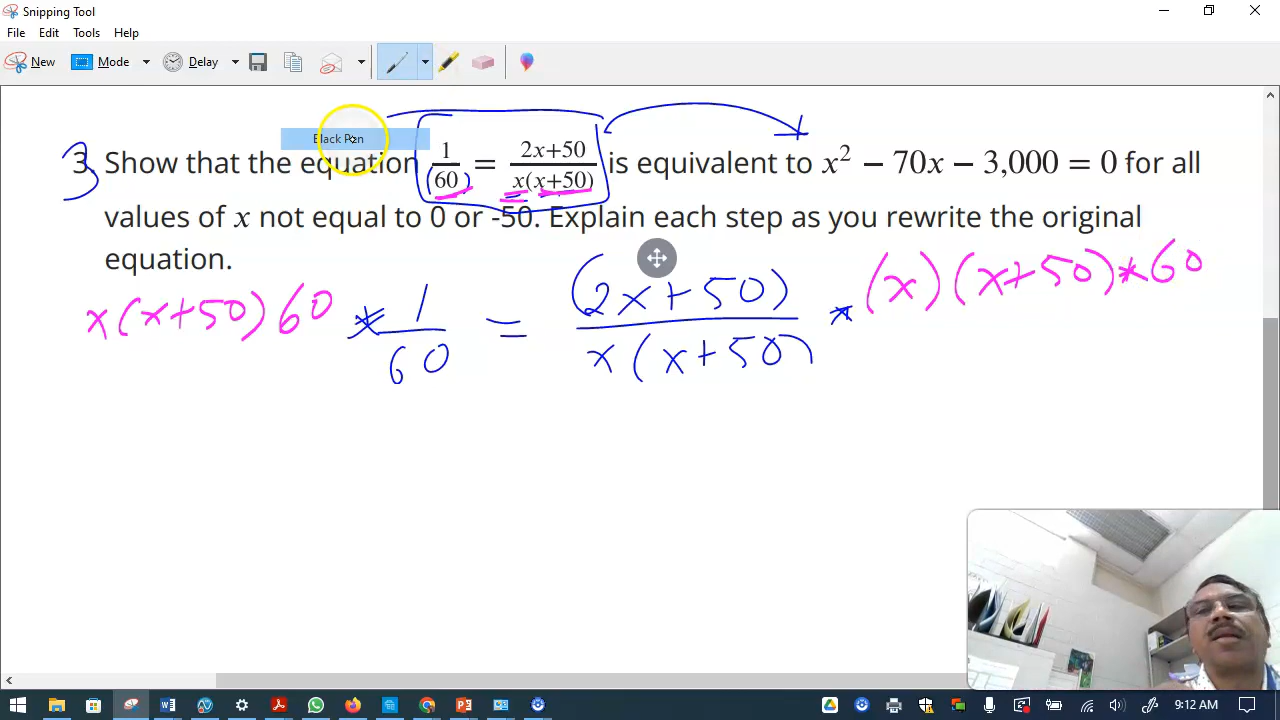 Snipping Tool
File Edit Tools Help
New Mode Delay
Black Pen
3. Show that the equation 1/60 = (2x+50)/(x(x+50)) is equivalent to x² − 70x − 3,000 = 0 for all
values of x not equal to 0 or -50. Explain each step as you rewrite the original
equation.
x(x+50)60 * 1/60 = (2x+50)/(x(x+50)) * (x)(x+50)*60
9:12 AM